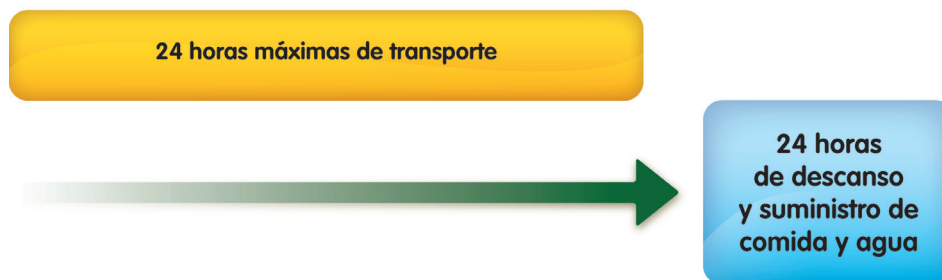 24 horas máximas de transporte
24 horas
de descanso
y suministro de
comida y agua